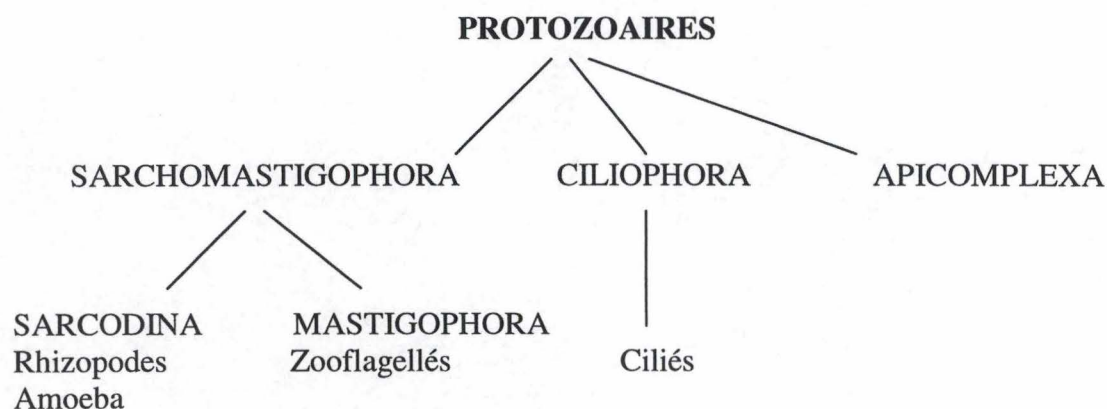 PROTOZOAIRES
SARCHOMASTIGOPHORA CILIOPHORA APICOMPLEXA
SARCODINA MASTIGOPHORA
Rhizopodes Zooflagellés Ciliés
Amoeba